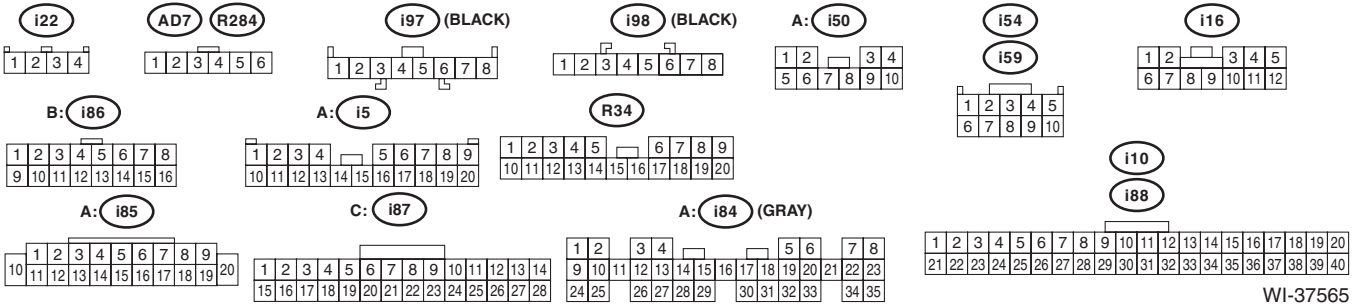 i22
1 2 3 4
AD7 R284
1 2 3 4 5 6
i97 (BLACK)
1 2 3 4 5 6 7 8
i98 (BLACK)
1 2 3 4 5 6 7 8
A: i50
1 2 3 4
5 6 7 8 9 10
i54
i59
1 2 3 4 5
6 7 8 9 10
i16
1 2 3 4 5
6 7 8 9 10 11 12
B: i86
1 2 3 4 5 6 7 8
9 10 11 12 13 14 15 16
A: i5
1 2 3 4 5 6 7 8 9
10 11 12 13 14 15 16 17 18 19 20
R34
1 2 3 4 5 6 7 8 9
10 11 12 13 14 15 16 17 18 19 20
i10
i88
1 2 3 4 5 6 7 8 9 10 11 12 13 14 15 16 17 18 19 20
21 22 23 24 25 26 27 28 29 30 31 32 33 34 35 36 37 38 39 40
A: i85
1 2 3 4 5 6 7 8 9
10 11 12 13 14 15 16 17 18 19 20
C: i87
1 2 3 4 5 6 7 8 9 10 11 12 13 14
15 16 17 18 19 20 21 22 23 24 25 26 27 28
A: i84 (GRAY)
1 2 3 4 5 6 7 8
9 10 11 12 13 14 15 16 17 18 19 20 21 22 23
24 25 26 27 28 29 30 31 32 33 34 35
WI-37565